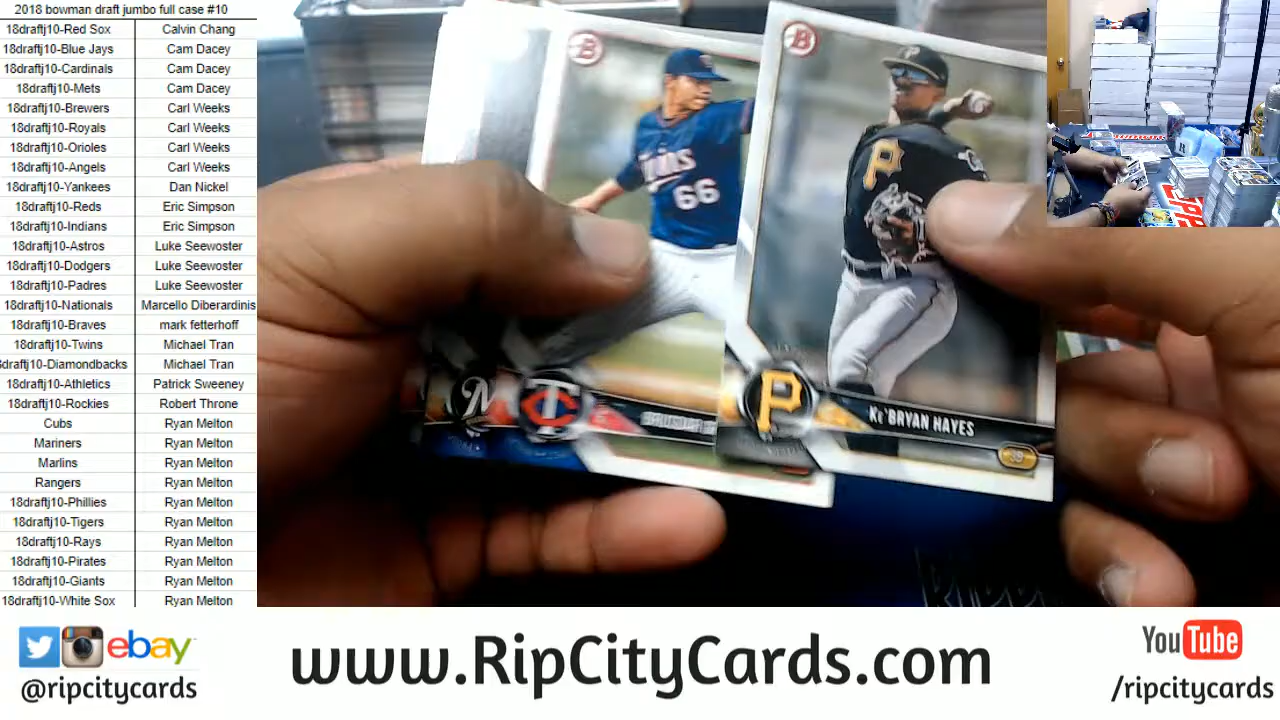 2018 bowman draft jumbo full case #10
18draftj10-Red Sox Calvin Chang
18draftj10-Blue Jays Cam Dacey
18draftj10-Cardinals Cam Dacey
18draftj10-Mets Cam Dacey
18draftj10-Brewers Carl Weeks
18draftj10-Royals Carl Weeks
18draftj10-Orioles Carl Weeks
18draftj10-Angels Carl Weeks
18draftj10-Yankees Dan Nickel
18draftj10-Reds Eric Simpson
18draftj10-Indians Eric Simpson
18draftj10-Astros Luke Seewoster
18draftj10-Dodgers Luke Seewoster
18draftj10-Padres Luke Seewoster
18draftj10-Nationals Marcello Diberardinis
18draftj10-Braves mark fetterhoff
18draftj10-Twins Michael Tran
8draftj10-Diamondbacks Michael Tran
18draftj10-Athletics Patrick Sweeney
18draftj10-Rockies Robert Throne
Cubs Ryan Melton
Mariners Ryan Melton
Marlins Ryan Melton
Rangers Ryan Melton
18draftj10-Phillies Ryan Melton
18draftj10-Tigers Ryan Melton
18draftj10-Rays Ryan Melton
18draftj10-Pirates Ryan Melton
18draftj10-Giants Ryan Melton
18draftj10-White Sox Ryan Melton
B
Twins
66
M
TC
B
P
P
P
KE'BRYAN HAYES
3B
ebay
@ripcitycards
www.RipCityCards.com
YouTube
/ripcitycards